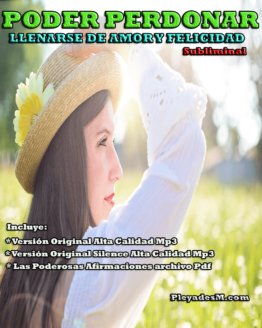 PODER PERDONAR
LLENARSE DE AMOR Y FELICIDAD
Subliminal
Incluye:
* Versión Original Alta Calidad Mp3
* Versión Original Silence Alta Calidad Mp3
* Las Poderosas Afirmaciones archivo Pdf
PleyadesM.com